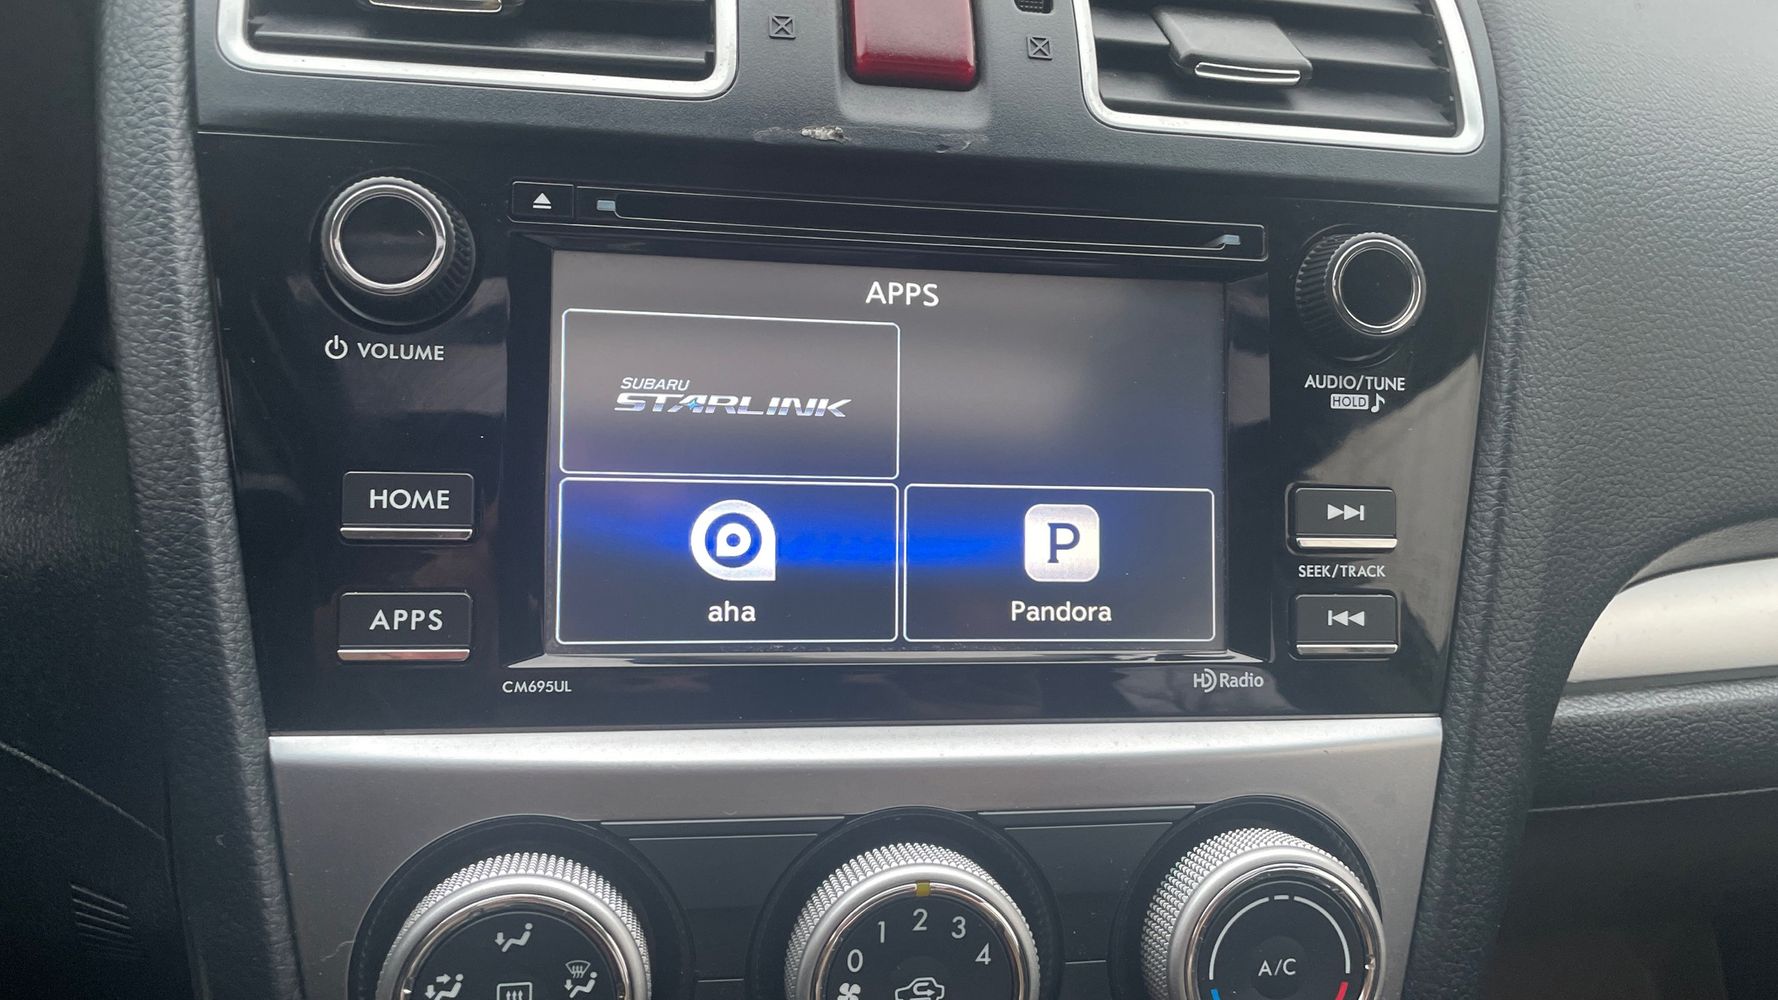 VOLUME
AUDIO/TUNE
HOLD
HOME
APPS
SEEK/TRACK
CM695UL
HD Radio
APPS
SUBARU
STARLINK
aha
P
Pandora
0 1 2 3 4
A/C